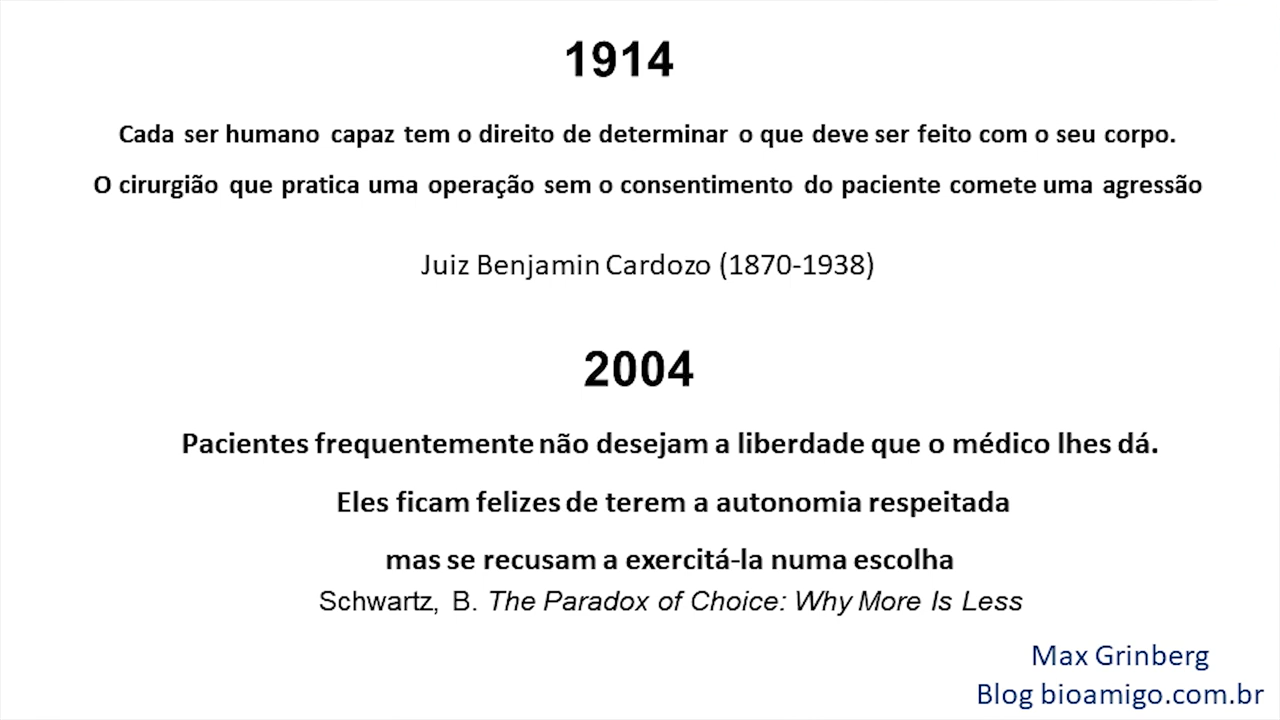 1914
Cada ser humano capaz tem o direito de determinar o que deve ser feito com o seu corpo.
O cirurgião que pratica uma operação sem o consentimento do paciente comete uma agressão
Juiz Benjamin Cardozo (1870-1938)
2004
Pacientes frequentemente não desejam a liberdade que o médico lhes dá.
Eles ficam felizes de terem a autonomia respeitada
mas se recusam a exercitá-la numa escolha
Schwartz, B. The Paradox of Choice: Why More Is Less
Max Grinberg
Blog bioamigo.com.br